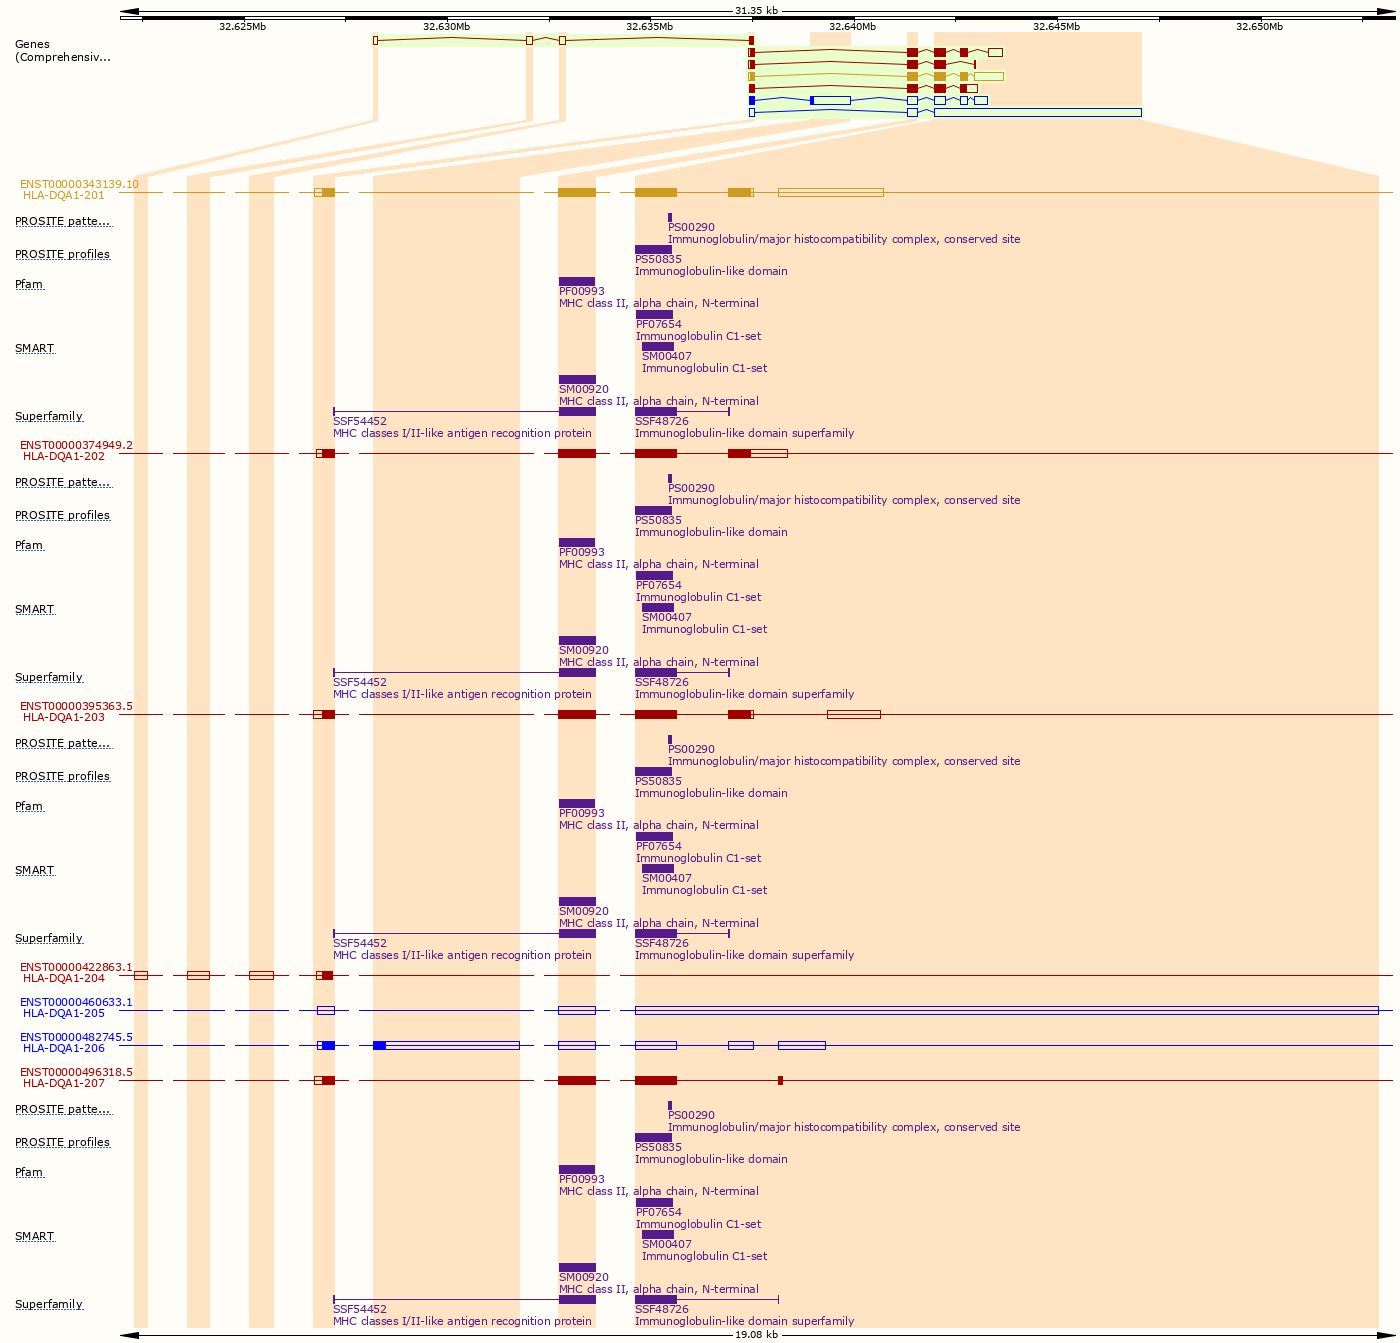 31.35 kb
32.625Mb 32.630Mb 32.635Mb 32.640Mb 32.645Mb 32.650Mb
Genes
(Comprehensiv...
ENST00000343139.10
HLA-DQA1-201
PROSITE patte...
PS00290
Immunoglobulin/major histocompatibility complex, conserved site
PROSITE profiles
PS50835
Immunoglobulin-like domain
Pfam
PF00993
MHC class II, alpha chain, N-terminal
PF07654
Immunoglobulin C1-set
SMART
SM00407
Immunoglobulin C1-set
SM00920
MHC class II, alpha chain, N-terminal
Superfamily
SSF54452 SSF48726
MHC classes I/II-like antigen recognition protein Immunoglobulin-like domain superfamily
ENST00000374949.2
HLA-DQA1-202
PROSITE patte...
PS00290
Immunoglobulin/major histocompatibility complex, conserved site
PROSITE profiles
PS50835
Immunoglobulin-like domain
Pfam
PF00993
MHC class II, alpha chain, N-terminal
PF07654
Immunoglobulin C1-set
SMART
SM00407
Immunoglobulin C1-set
SM00920
MHC class II, alpha chain, N-terminal
Superfamily
SSF54452 SSF48726
MHC classes I/II-like antigen recognition protein Immunoglobulin-like domain superfamily
ENST00000395363.5
HLA-DQA1-203
PROSITE patte...
PS00290
Immunoglobulin/major histocompatibility complex, conserved site
PROSITE profiles
PS50835
Immunoglobulin-like domain
Pfam
PF00993
MHC class II, alpha chain, N-terminal
PF07654
Immunoglobulin C1-set
SMART
SM00407
Immunoglobulin C1-set
SM00920
MHC class II, alpha chain, N-terminal
Superfamily
SSF54452 SSF48726
MHC classes I/II-like antigen recognition protein Immunoglobulin-like domain superfamily
ENST00000422863.1
HLA-DQA1-204
ENST00000460633.1
HLA-DQA1-205
ENST00000482745.5
HLA-DQA1-206
ENST00000496318.5
HLA-DQA1-207
PROSITE patte...
PS00290
Immunoglobulin/major histocompatibility complex, conserved site
PROSITE profiles
PS50835
Immunoglobulin-like domain
Pfam
PF00993
MHC class II, alpha chain, N-terminal
PF07654
Immunoglobulin C1-set
SMART
SM00407
Immunoglobulin C1-set
SM00920
MHC class II, alpha chain, N-terminal
Superfamily
SSF54452 SSF48726
MHC classes I/II-like antigen recognition protein Immunoglobulin-like domain superfamily
19.08 kb